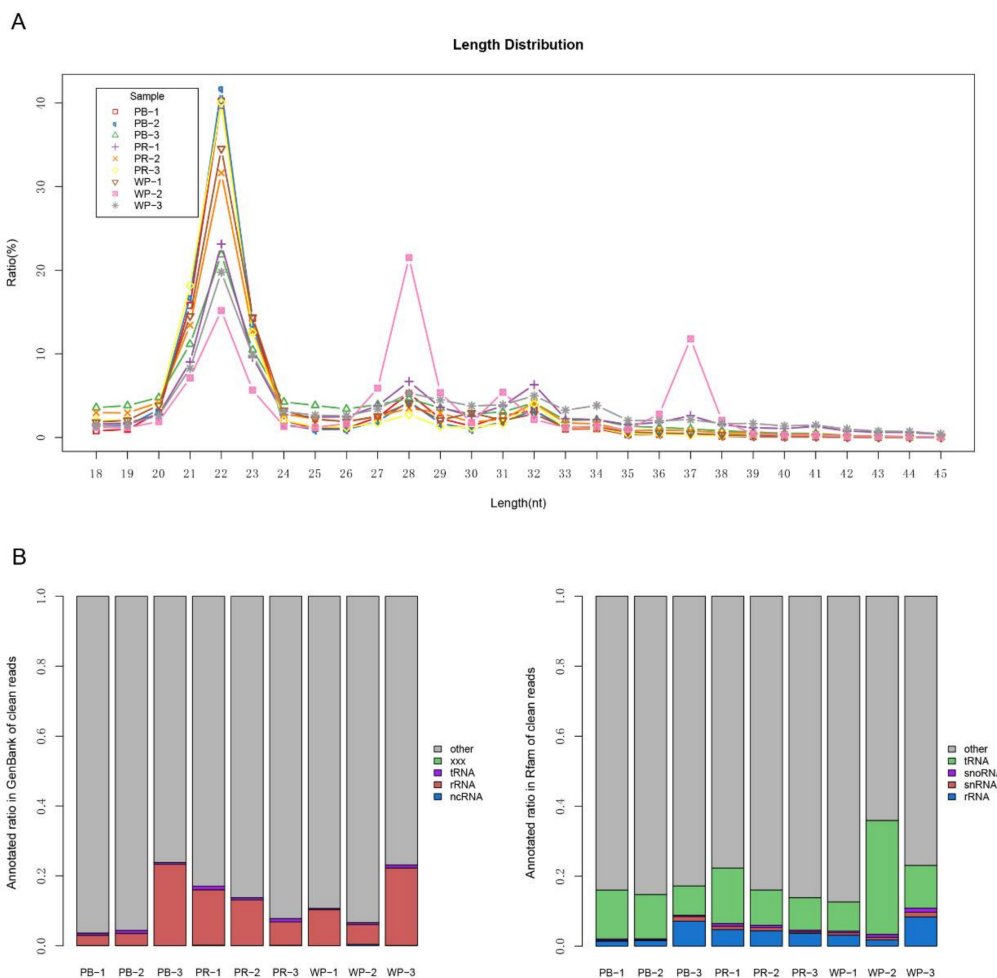 A
Length Distribution
Sample
PB-1
PB-2
PB-3
PR-1
PR-2
PR-3
WP-1
WP-2
WP-3
Ratio(%)
40
30
20
10
0
18 19 20 21 22 23 24 25 26 27 28 29 30 31 32 33 34 35 36 37 38 39 40 41 42 43 44 45
Length(nt)
B
Annotated ratio in GenBank of clean reads
1.0
0.8
0.6
0.4
0.2
0.0
PB-1 PB-2 PB-3 PR-1 PR-2 PR-3 WP-1 WP-2 WP-3
other
xxx
tRNA
rRNA
ncRNA
Annotated ratio in Rfam of clean reads
1.0
0.8
0.6
0.4
0.2
0.0
PB-1 PB-2 PB-3 PR-1 PR-2 PR-3 WP-1 WP-2 WP-3
other
tRNA
snoRNA
snRNA
rRNA